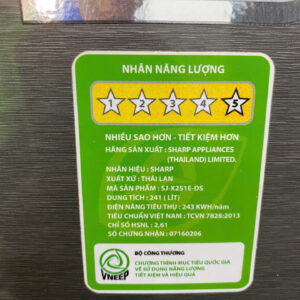 NHÃN NĂNG LƯỢNG
1 2 3 4 5
NHIỀU SAO HƠN - TIẾT KIỆM HƠN
HÃNG SẢN XUẤT : SHARP APPLIANCES
(THAILAND) LIMITED.
NHÃN HIỆU : SHARP
XUẤT XỨ : THÁI LAN
MÃ SẢN PHẨM : SJ-X251E-DS
DUNG TÍCH : 241 ( LÍT)
ĐIỆN NĂNG TIÊU THỤ : 243 KWH/năm
TIÊU CHUẨN VIỆT NAM : TCVN 7828:2013
CHỈ SỐ HSNL : 2,61
SỐ CHỨNG NHẬN : 07160206
BỘ CÔNG THƯƠNG
CHƯƠNG TRÌNH MỤC TIÊU QUỐC GIA
VỀ SỬ DỤNG NĂNG LƯỢNG
TIẾT KIỆM VÀ HIỆU QUẢ
VNEEP